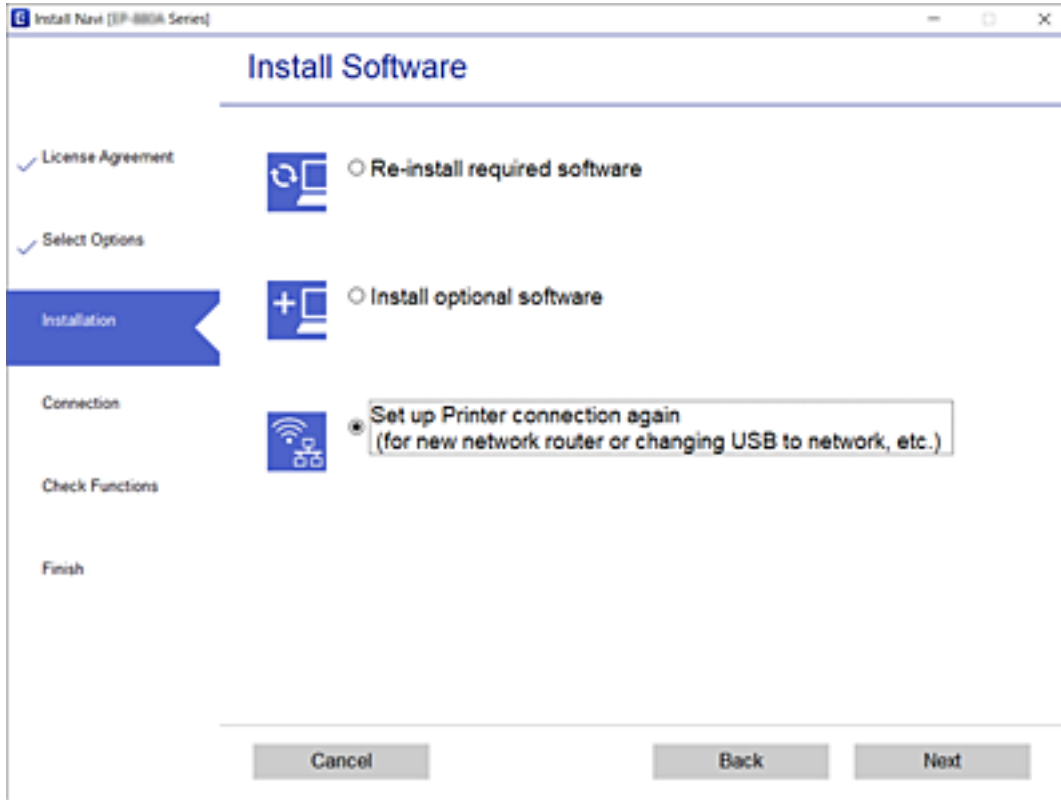 Install Navi [EP-880A Series]
Install Software
License Agreement
Select Options
Installation
Connection
Check Functions
Finish
Re-install required software
Install optional software
Set up Printer connection again
(for new network router or changing USB to network, etc.)
Cancel
Back
Next